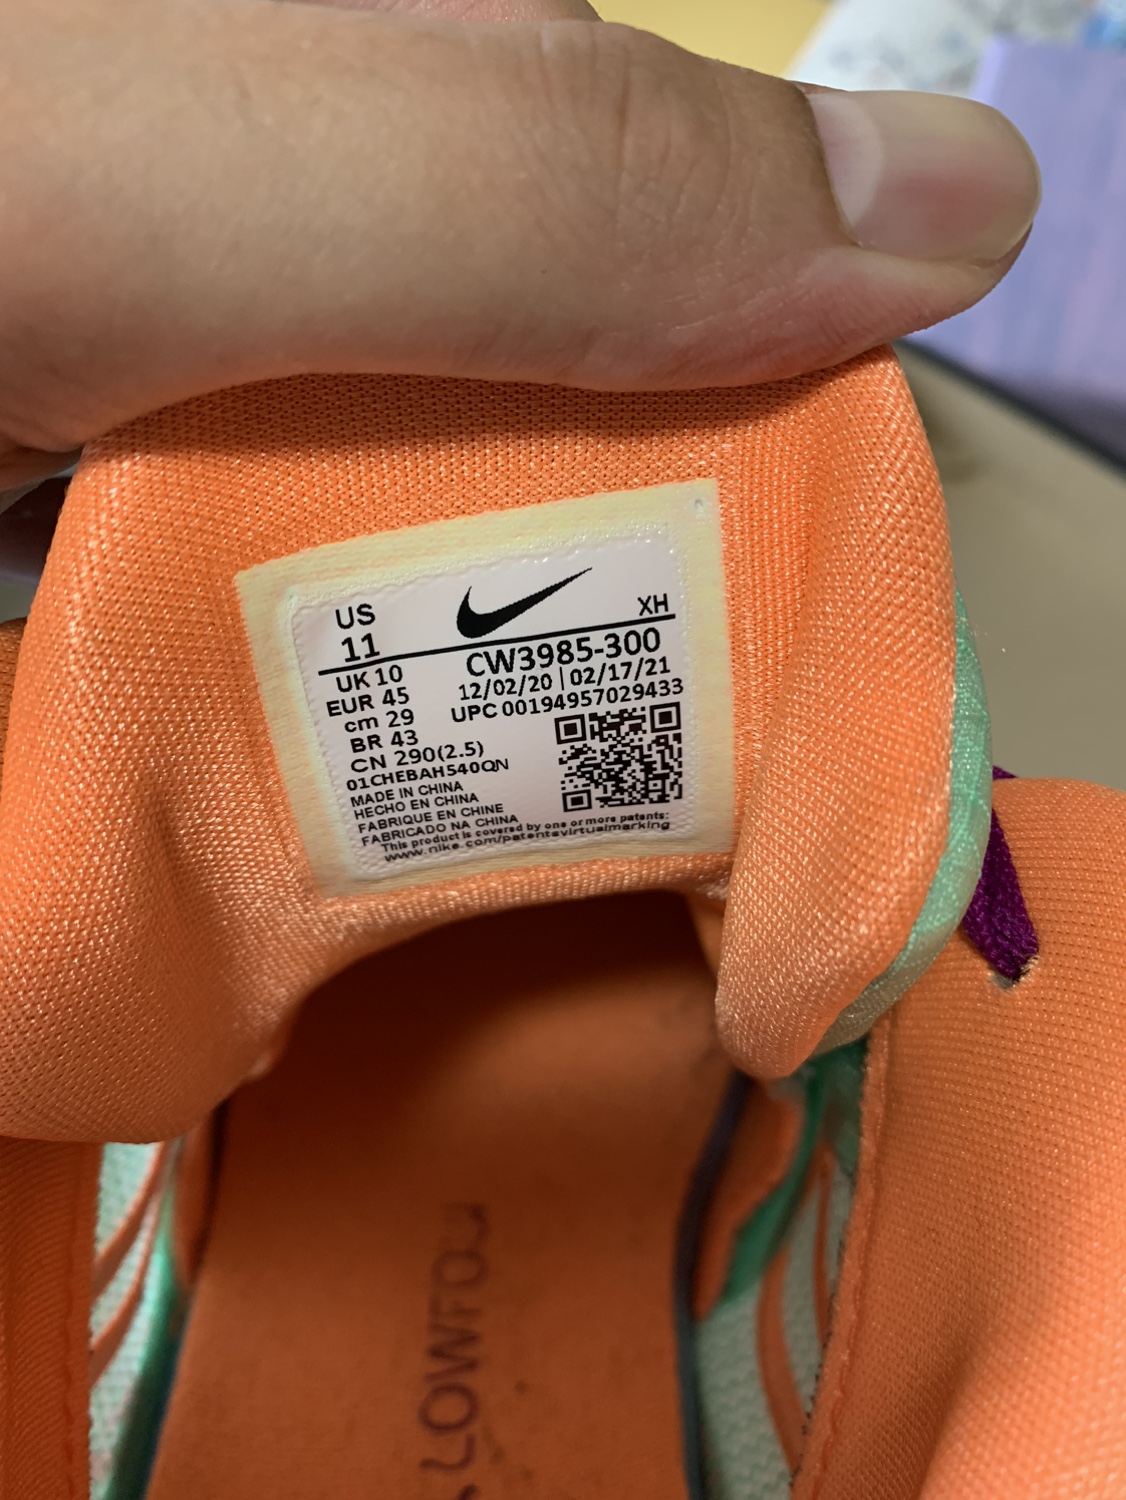 US
11
XH
UK 10
EUR 45
cm 29
BR 43
CN 290(2.5)
CW3985-300
12/02/20 | 02/17/21
UPC 00194957029433
01CHEBAH540QN
MADE IN CHINA
HECHO EN CHINA
FABRIQUE EN CHINE
FABRICADO NA CHINA
This product is covered by one or more patents:
www.nike.com/patentsvirtualmarking